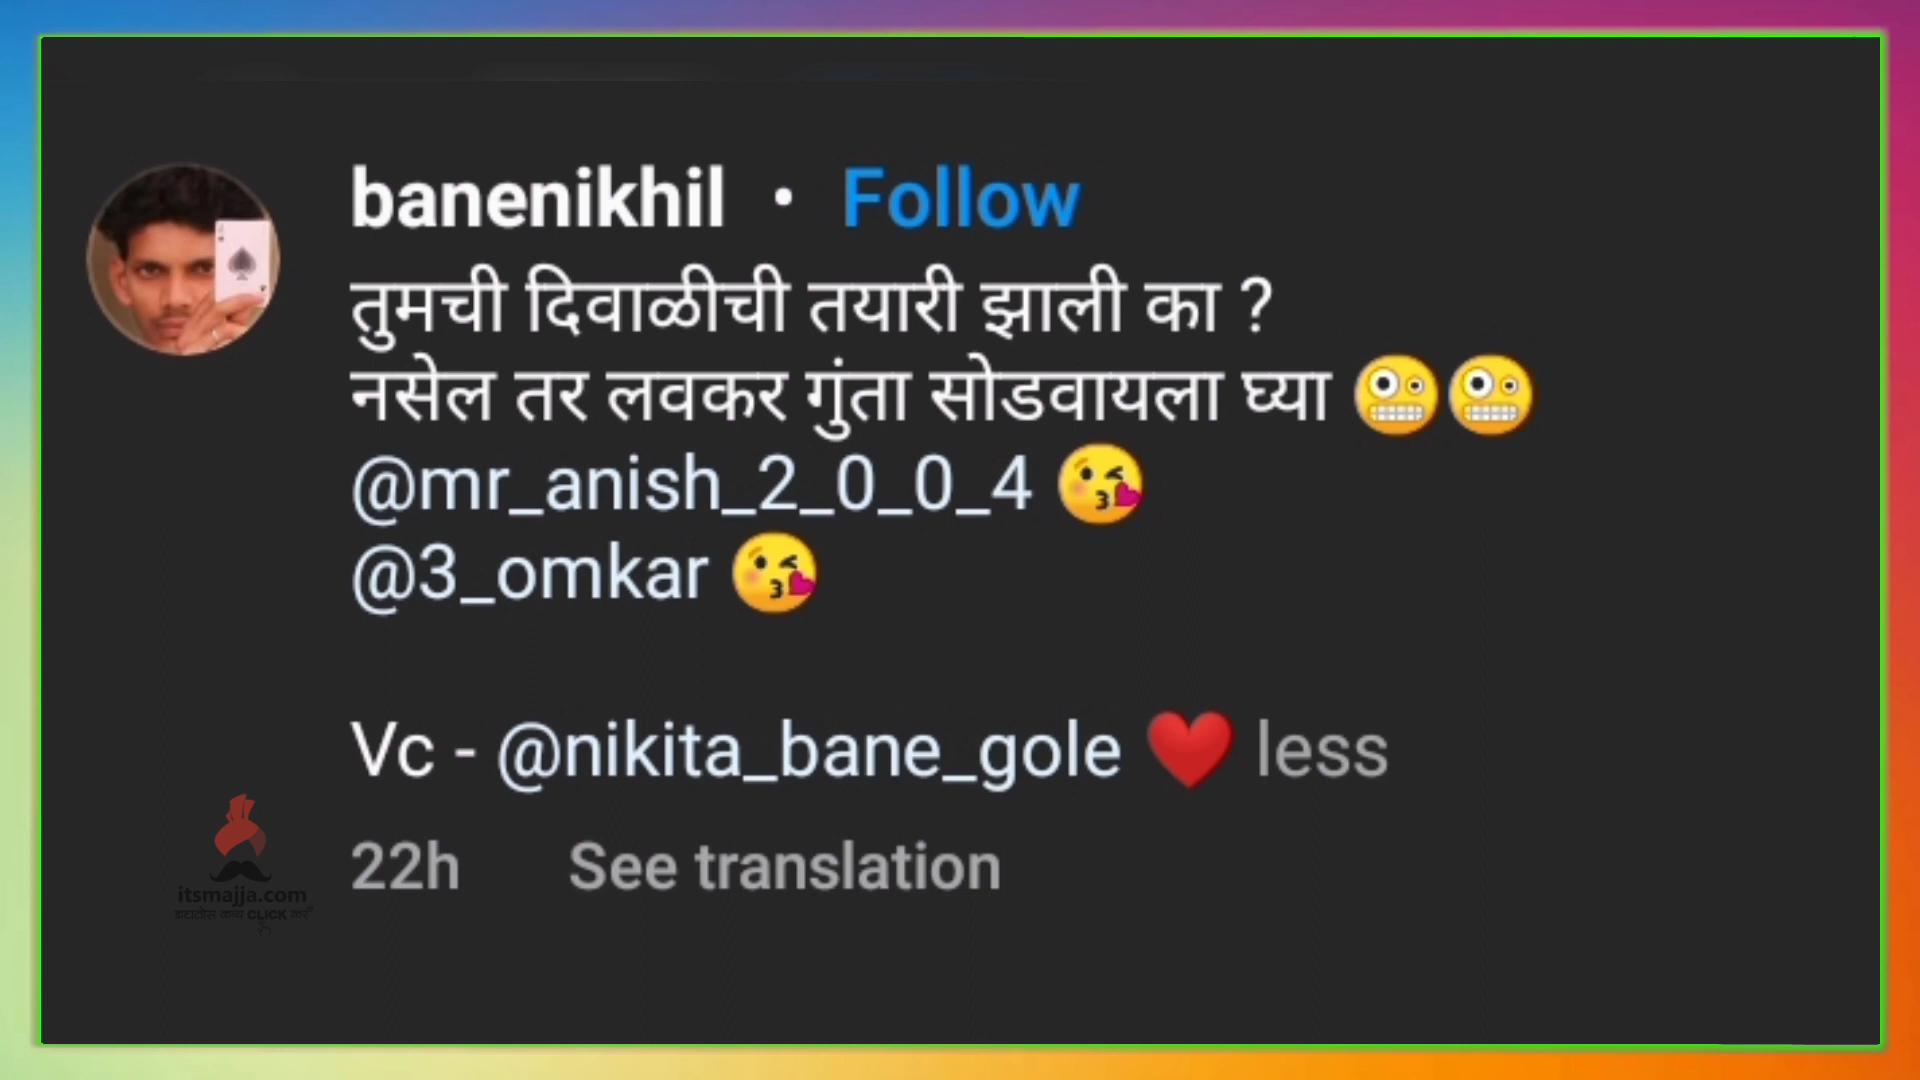 banenikhil • Follow
तुमची दिवाळीची तयारी झाली का ?
नसेल तर लवकर गुंता सोडवायला घ्या 🤪🤪
@mr_anish_2_0_0_4 😘
@3_omkar 😘
Vc - @nikita_bane_gole ❤️ less
22h See translation
itsmajja.com
CLICK